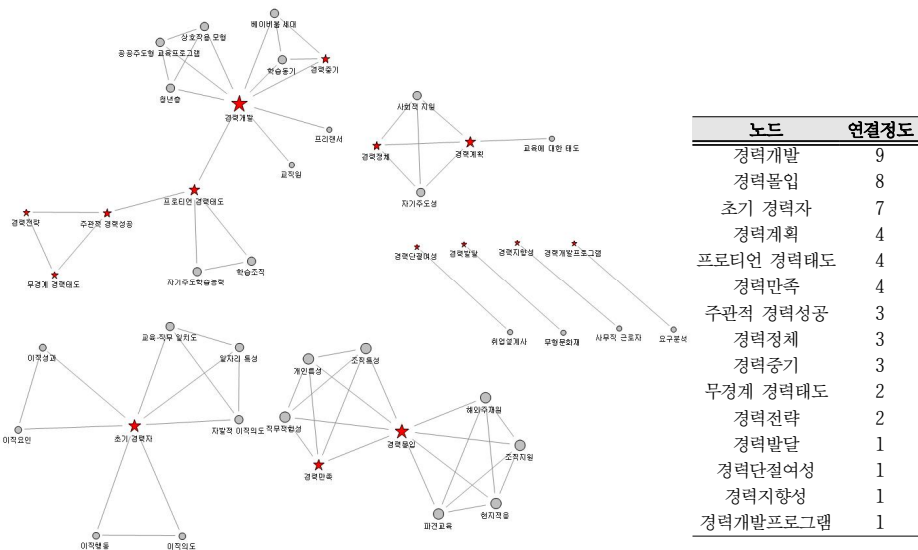 베이비붐 세대
상호작용 모형
공공주도형 교육프로그램
학습동기
경력중기
청년층
경력개발
프리랜서
교직원
프로티언 경력태도
경력전략
주관적 경력성공
무경계 경력태도
자기주도학습능력
학습조직
사회적 지원
경력정체
경력계획
교육에 대한 태도
자기주도성
경력단절여성
경력발달
경력지향성
경력개발프로그램
취업설계사
무형문화재
사무직 근로자
요구분석
교육-직무 일치도
이직성과
일자리 특성
이직요인
초기 경력자
자발적 이직의도
이직행동
이직의도
개인특성
조직특성
직무적합성
경력만족
경력몰입
해외주재원
조직지원
파견교육
현지적응
노드 연결정도
경력개발 9
경력몰입 8
초기 경력자 7
경력계획 4
프로티언 경력태도 4
경력만족 4
주관적 경력성공 3
경력정체 3
경력중기 3
무경계 경력태도 2
경력전략 2
경력발달 1
경력단절여성 1
경력지향성 1
경력개발프로그램 1